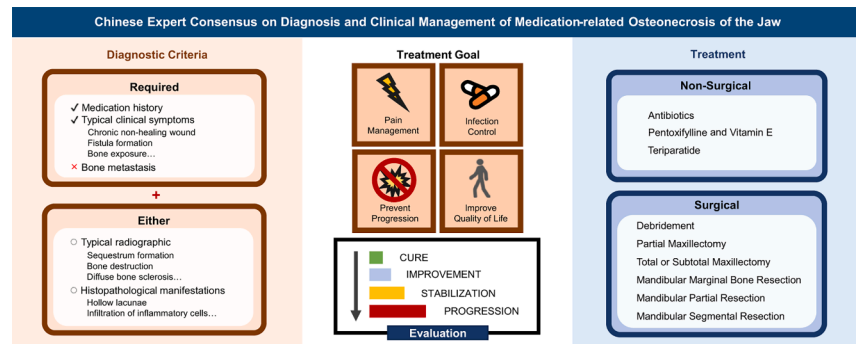 Chinese Expert Consensus on Diagnosis and Clinical Management of Medication-related Osteonecrosis of the Jaw
Diagnostic Criteria
Required
✓ Medication history
✓ Typical clinical symptoms
Chronic non-healing wound
Fistula formation
Bone exposure…
× Bone metastasis
+
Either
○ Typical radiographic
Sequestrum formation
Bone destruction
Diffuse bone sclerosis…
○ Histopathological manifestations
Hollow lacunae
Infiltration of inflammatory cells…
Treatment Goal
Pain
Management
Infection
Control
Prevent
Progression
Improve
Quality of Life
CURE
IMPROVEMENT
STABILIZATION
PROGRESSION
Evaluation
Treatment
Non-Surgical
Antibiotics
Pentoxifylline and Vitamin E
Teriparatide
Surgical
Debridement
Partial Maxillectomy
Total or Subtotal Maxillectomy
Mandibular Marginal Bone Resection
Mandibular Partial Resection
Mandibular Segmental Resection